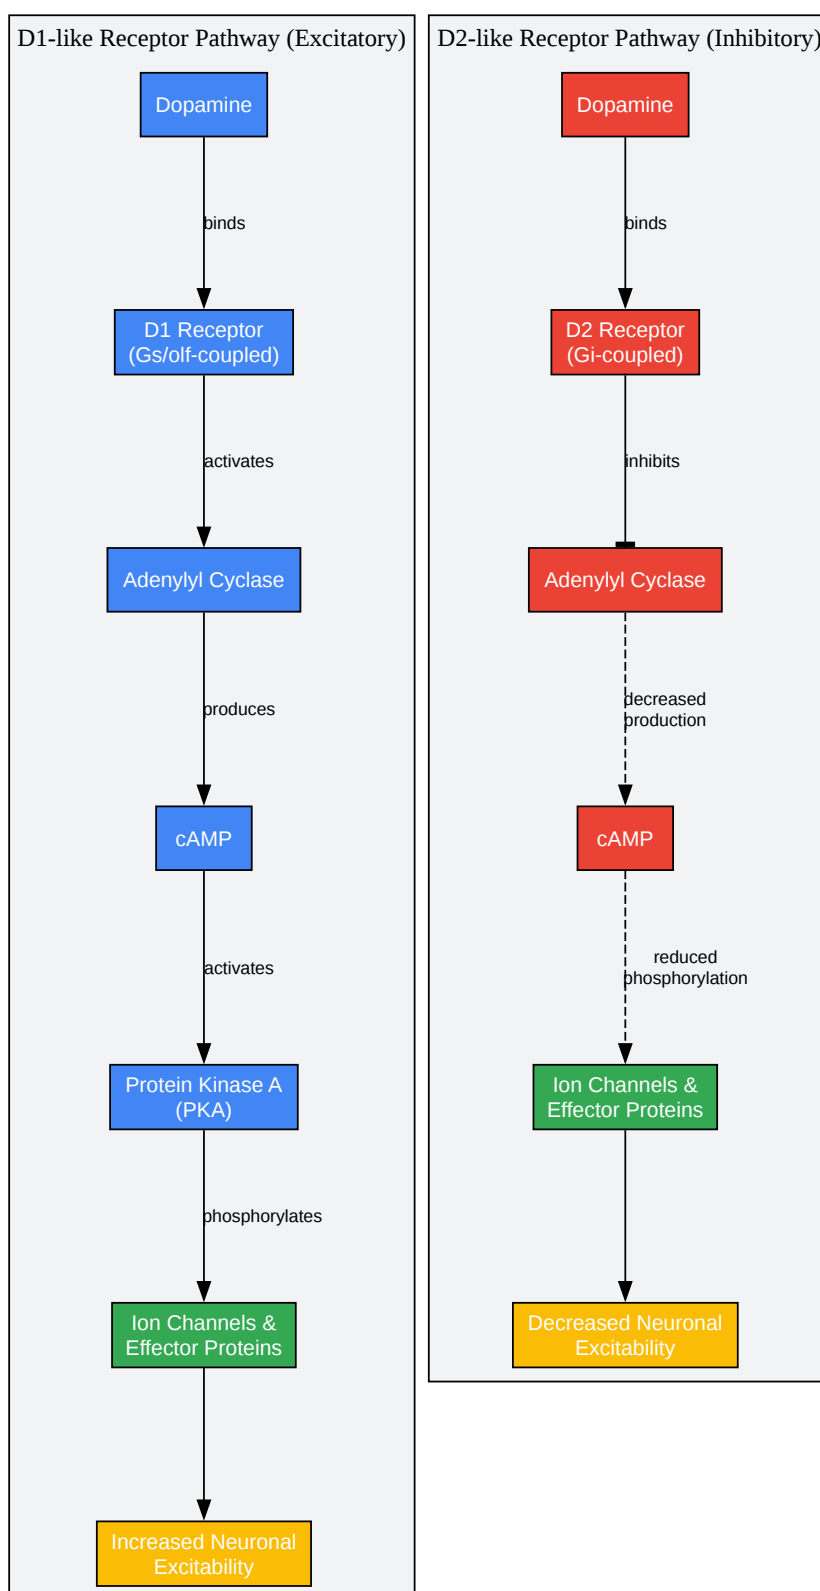 D1-like Receptor Pathway (Excitatory)
Dopamine
binds
D1 Receptor
(Gs/olf-coupled)
activates
Adenylyl Cyclase
produces
cAMP
activates
Protein Kinase A
(PKA)
phosphorylates
Ion Channels &
Effector Proteins
Increased Neuronal
Excitability
D2-like Receptor Pathway (Inhibitory)
Dopamine
binds
D2 Receptor
(Gi-coupled)
inhibits
Adenylyl Cyclase
decreased
production
cAMP
reduced
phosphorylation
Ion Channels &
Effector Proteins
Decreased Neuronal
Excitability